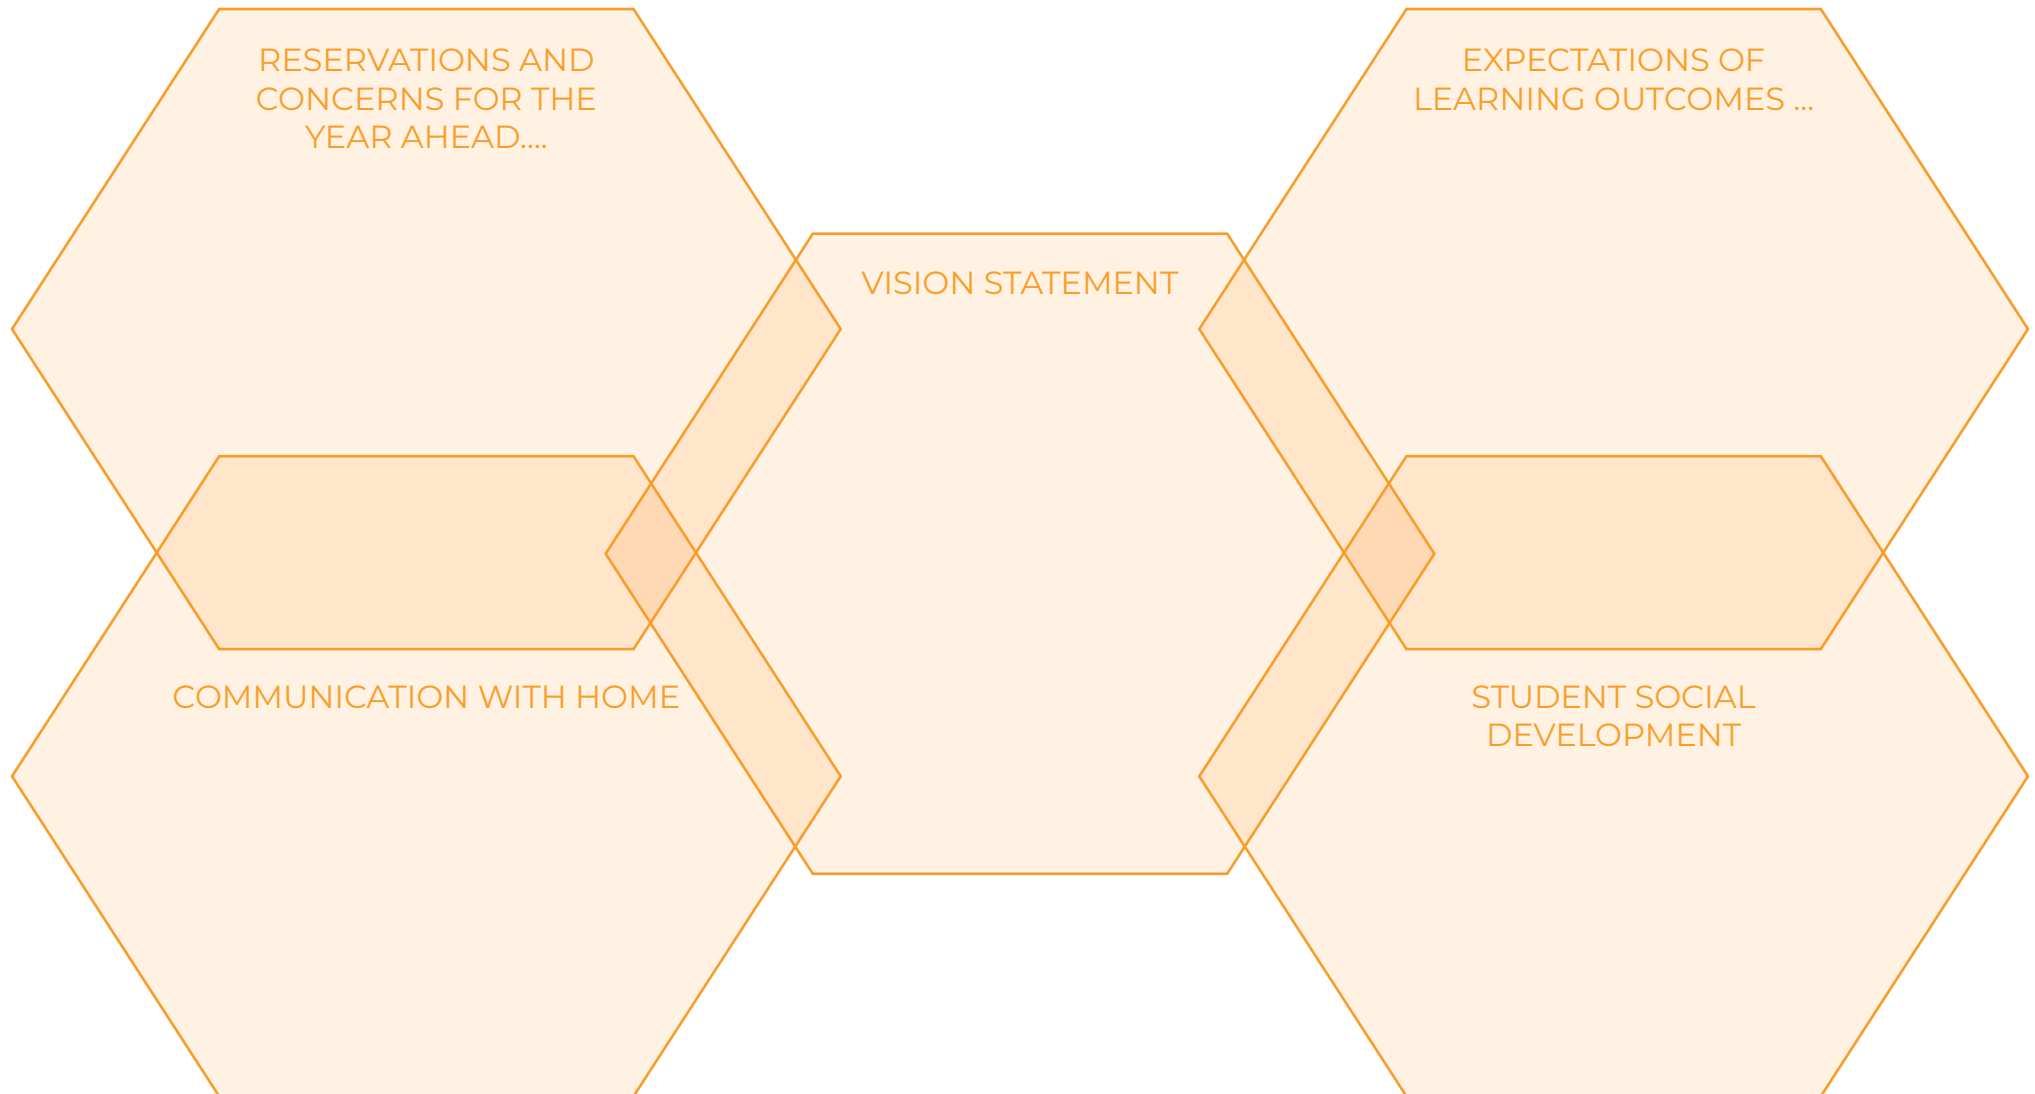 RESERVATIONS AND
CONCERNS FOR THE
YEAR AHEAD....
EXPECTATIONS OF
LEARNING OUTCOMES ...
VISION STATEMENT
COMMUNICATION WITH HOME
STUDENT SOCIAL
DEVELOPMENT